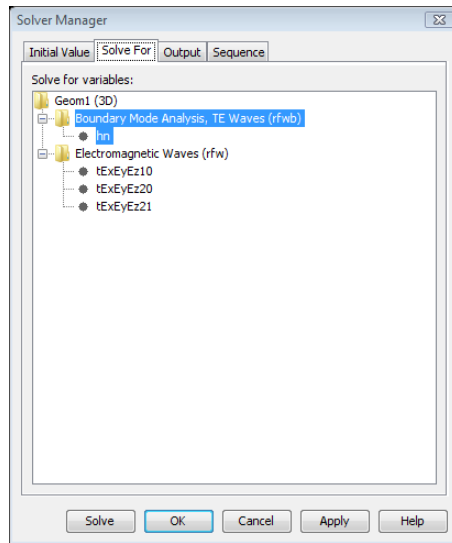 Solver Manager
Initial Value Solve For Output Sequence
Solve for variables:
Geom1 (3D)
Boundary Mode Analysis, TE Waves (rfwb)
hn
Electromagnetic Waves (rfw)
tExEyEz10
tExEyEz20
tExEyEz21
Solve OK Cancel Apply Help